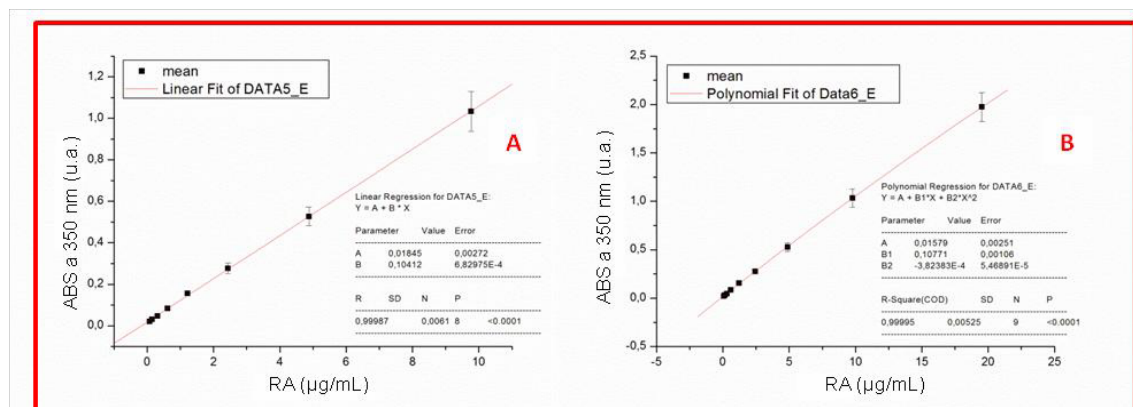 mean
Linear Fit of DATA5_E
A
ABS a 350 nm (u.a.)
1,2
1,0
0,8
0,6
0,4
0,2
0,0
Linear Regression for DATA5_E:
Y = A + B * X
Parameter Value Error
A 0,01845 0,00272
B 0,10412 6,82975E-4
R SD N P
0,99987 0,0061 8 <0.0001
0 2 4 6 8 10
RA (µg/mL)
mean
Polynomial Fit of Data6_E
B
ABS a 350 nm (u.a.)
2,5
2,0
1,5
1,0
0,5
0,0
-0,5
Polynomial Regression for DATA6_E:
Y = A + B1*X + B2*X^2
Parameter Value Error
A 0,01579 0,00251
B1 0,10771 0,00106
B2 -3,82383E-4 5,46891E-5
R-Square(COD) SD N P
0,99995 0,00525 9 <0.0001
-5 0 5 10 15 20 25
RA (µg/mL)